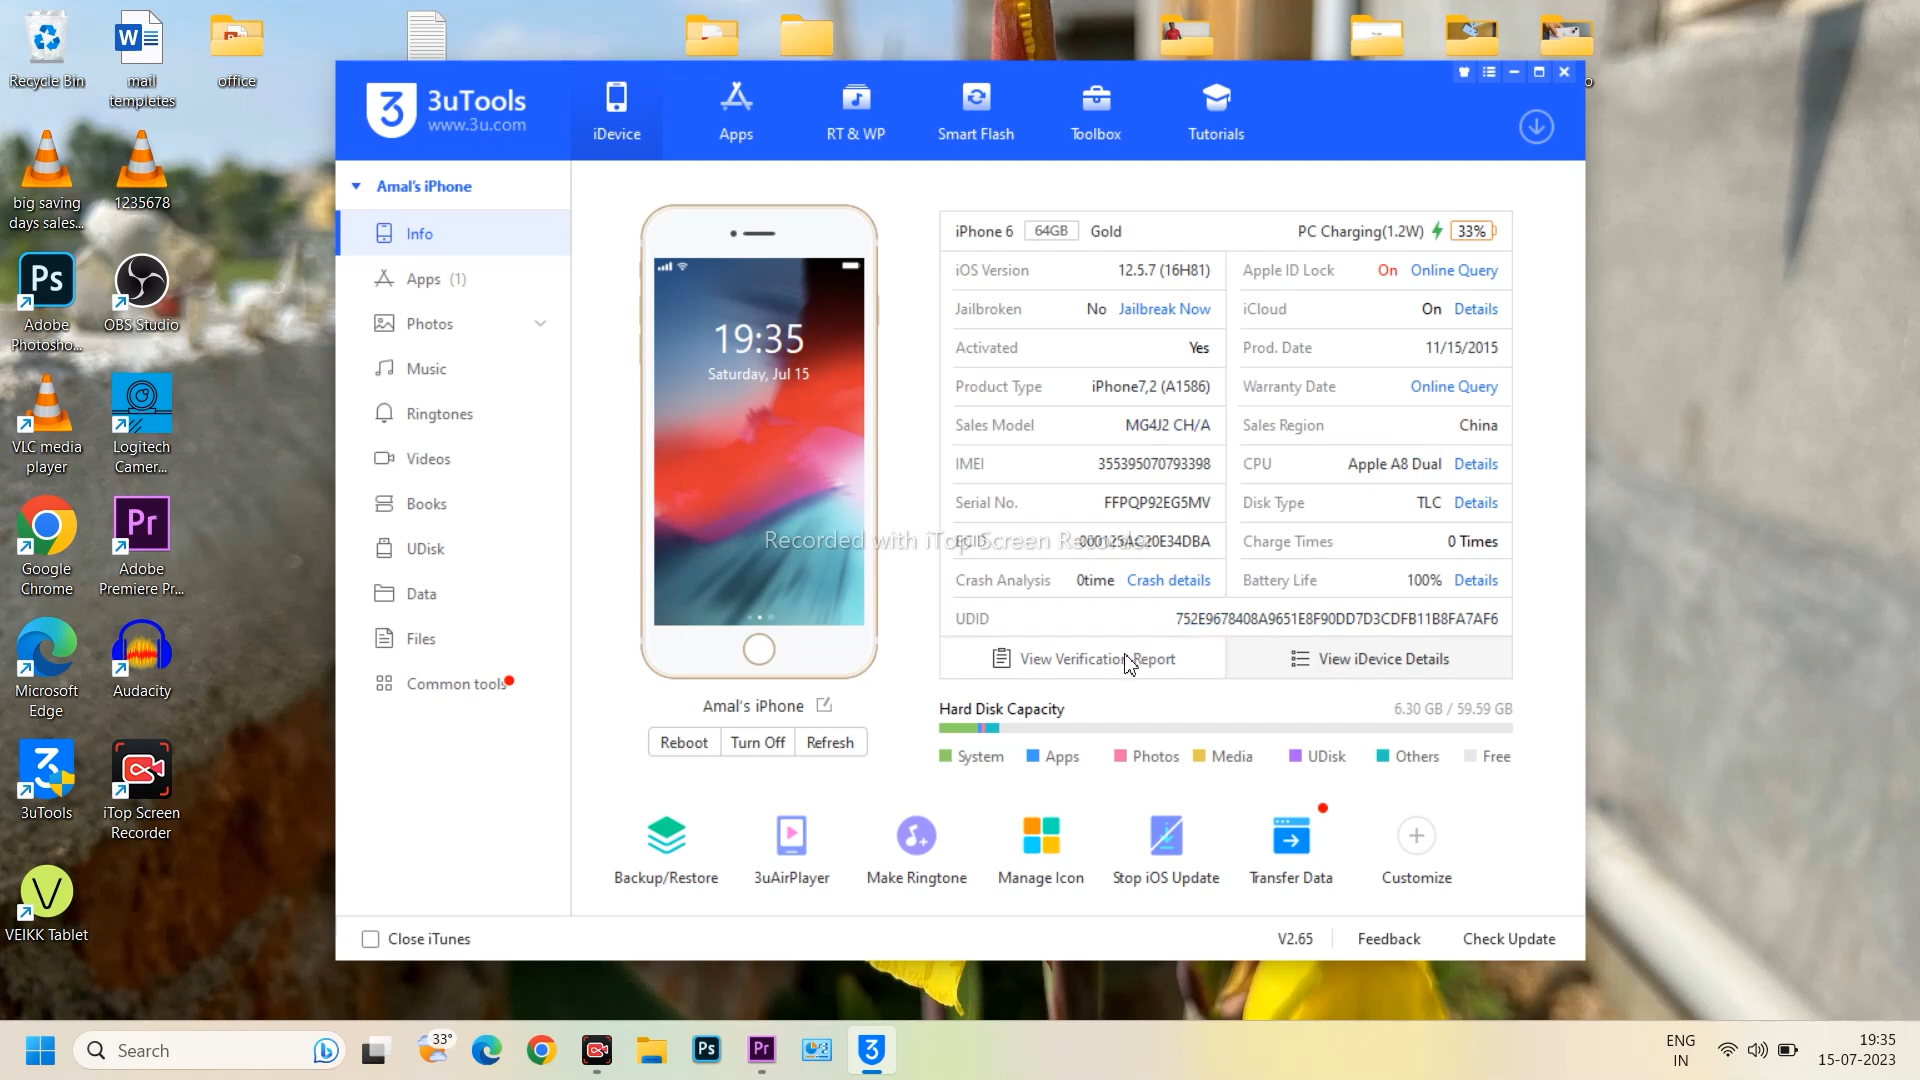 Recycle Bin
mail
templetes
office
big saving
days sales...
1235678
Adobe
Photosho...
OBS Studio
VLC media
player
Logitech
Camer...
Google
Chrome
Adobe
Premiere Pr...
Microsoft
Edge
Audacity
3uTools
iTop Screen
Recorder
VEIKK Tablet
3uTools
www.3u.com
iDevice
Apps
RT & WP
Smart Flash
Toolbox
Tutorials
Amal's iPhone
Info
Apps (1)
Photos
Music
Ringtones
Videos
Books
UDisk
Data
Files
Common tools
19:35
Saturday, Jul 15
Amal's iPhone
Reboot Turn Off Refresh
iPhone 6 64GB Gold PC Charging(1.2W) 33%
iOS Version 12.5.7 (16H81) Apple ID Lock On Online Query
Jailbroken No Jailbreak Now iCloud On Details
Activated Yes Prod. Date 11/15/2015
Product Type iPhone7,2 (A1586) Warranty Date Online Query
Sales Model MG4J2 CH/A Sales Region China
IMEI 355395070793398 CPU Apple A8 Dual Details
Serial No. FFPQP92EG5MV Disk Type TLC Details
ECID 000125AC20E34DBA Charge Times 0 Times
Recorded with iTop Screen Recorder
Crash Analysis 0time Crash details Battery Life 100% Details
UDID 752E9678408A9651E8F90DD7D3CDFB11B8FA7AF6
View Verification Report View iDevice Details
Hard Disk Capacity 6.30 GB / 59.59 GB
System Apps Photos Media UDisk Others Free
Backup/Restore 3uAirPlayer Make Ringtone Manage Icon Stop iOS Update Transfer Data Customize
Close iTunes V2.65 Feedback Check Update
Search
33°
ENG
IN
19:35
15-07-2023